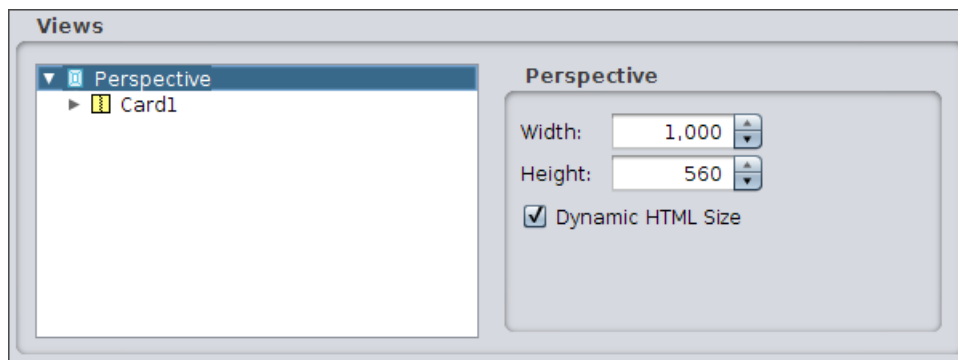 Views
Perspective
Card1
Perspective
Width: 1,000
Height: 560
Dynamic HTML Size